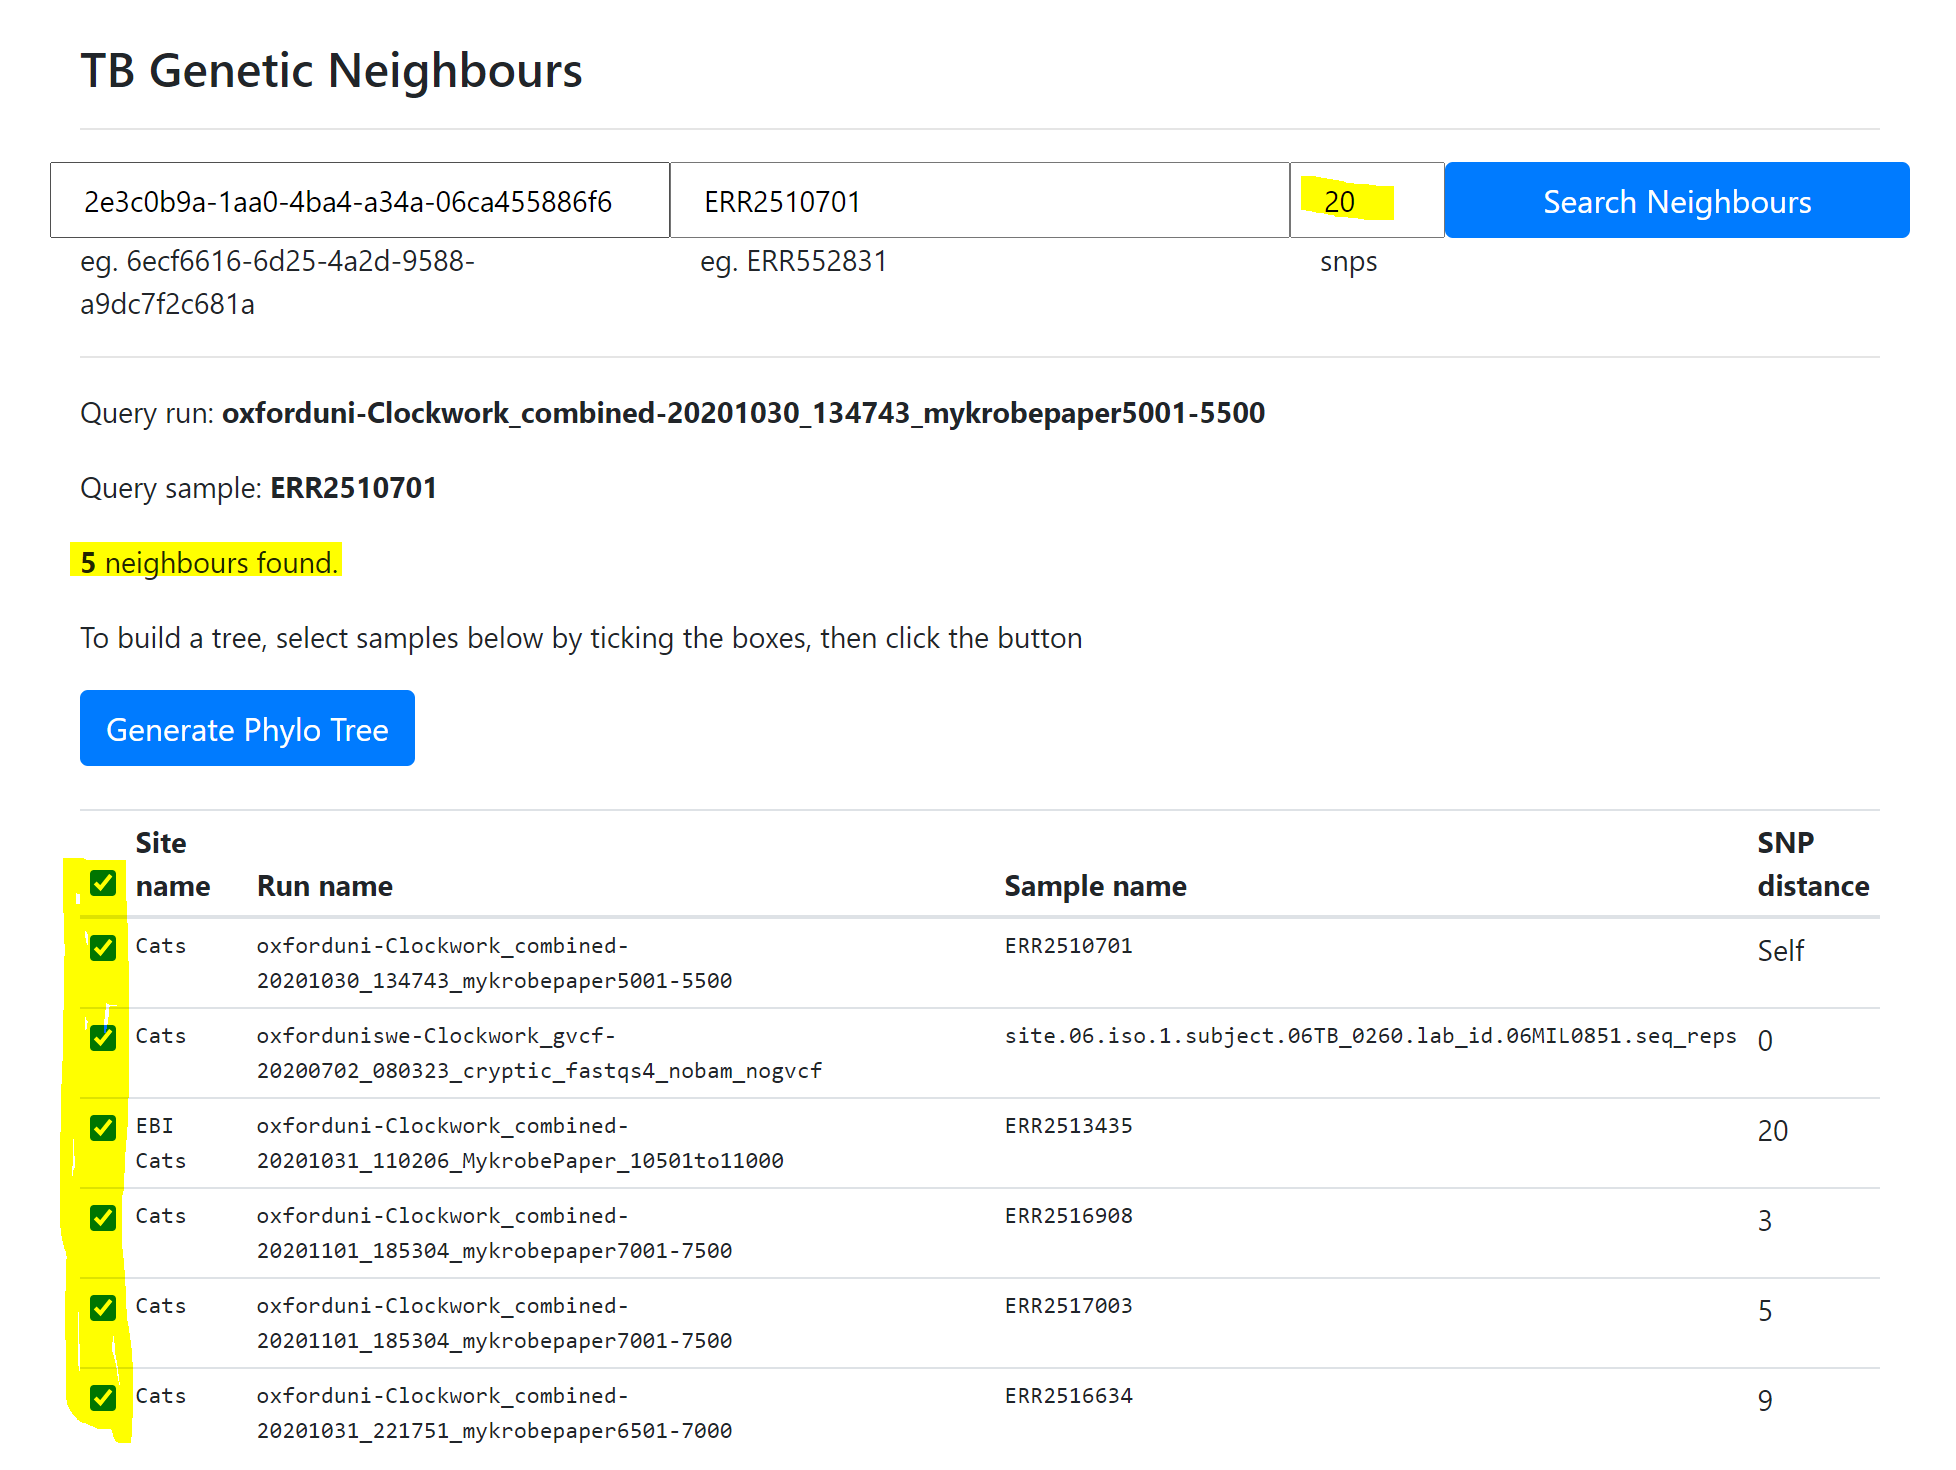 TB Genetic Neighbours
2e3c0b9a-1aa0-4ba4-a34a-06ca455886f6 ERR2510701 20 Search Neighbours
eg. 6ecf6616-6d25-4a2d-9588- eg. ERR552831 snps
a9dc7f2c681a
Query run: oxforduni-Clockwork_combined-20201030_134743_mykrobepaper5001-5500
Query sample: ERR2510701
5 neighbours found.
To build a tree, select samples below by ticking the boxes, then click the button
Generate Phylo Tree
Site SNP
name Run name Sample name distance
Cats oxforduni-Clockwork_combined- ERR2510701 Self
20201030_134743_mykrobepaper5001-5500
Cats oxforduniswe-Clockwork_gvcf- site.06.iso.1.subject.06TB_0260.lab_id.06MIL0851.seq_reps 0
20200702_080323_cryptic_fastqs4_nobam_nogvcf
EBI oxforduni-Clockwork_combined- ERR2513435 20
Cats 20201031_110206_MykrobePaper_10501to11000
Cats oxforduni-Clockwork_combined- ERR2516908 3
20201101_185304_mykrobepaper7001-7500
Cats oxforduni-Clockwork_combined- ERR2517003 5
20201101_185304_mykrobepaper7001-7500
Cats oxforduni-Clockwork_combined- ERR2516634 9
20201031_221751_mykrobepaper6501-7000